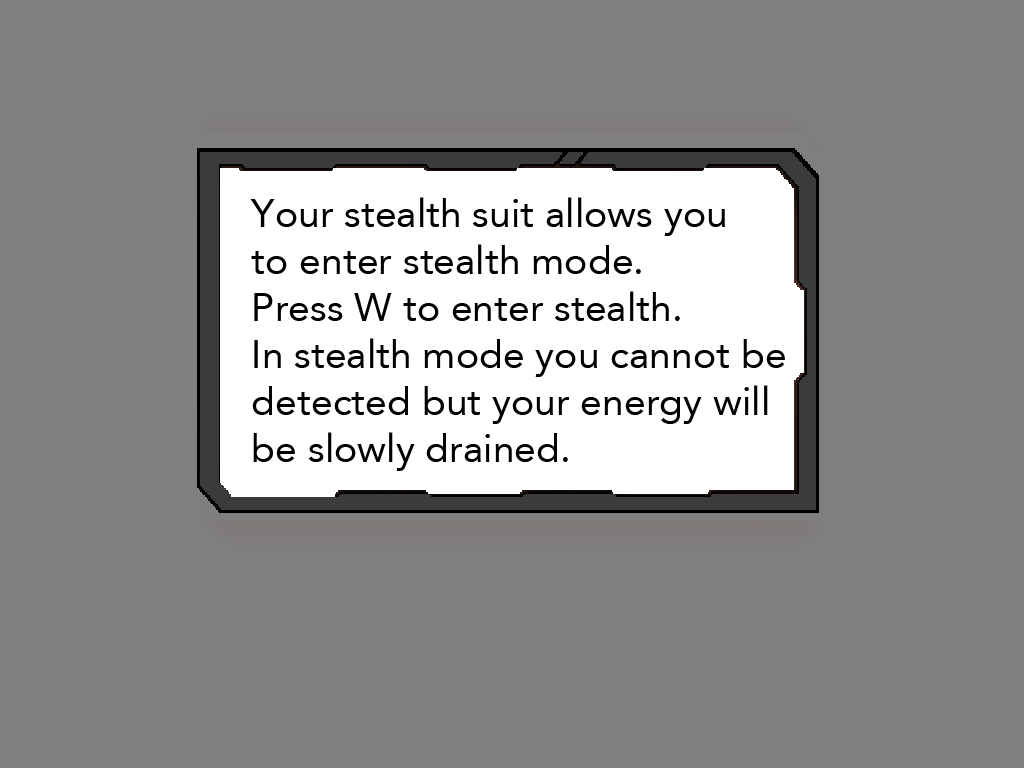 Your stealth suit allows you
to enter stealth mode.
Press W to enter stealth.
In stealth mode you cannot be
detected but your energy will
be slowly drained.